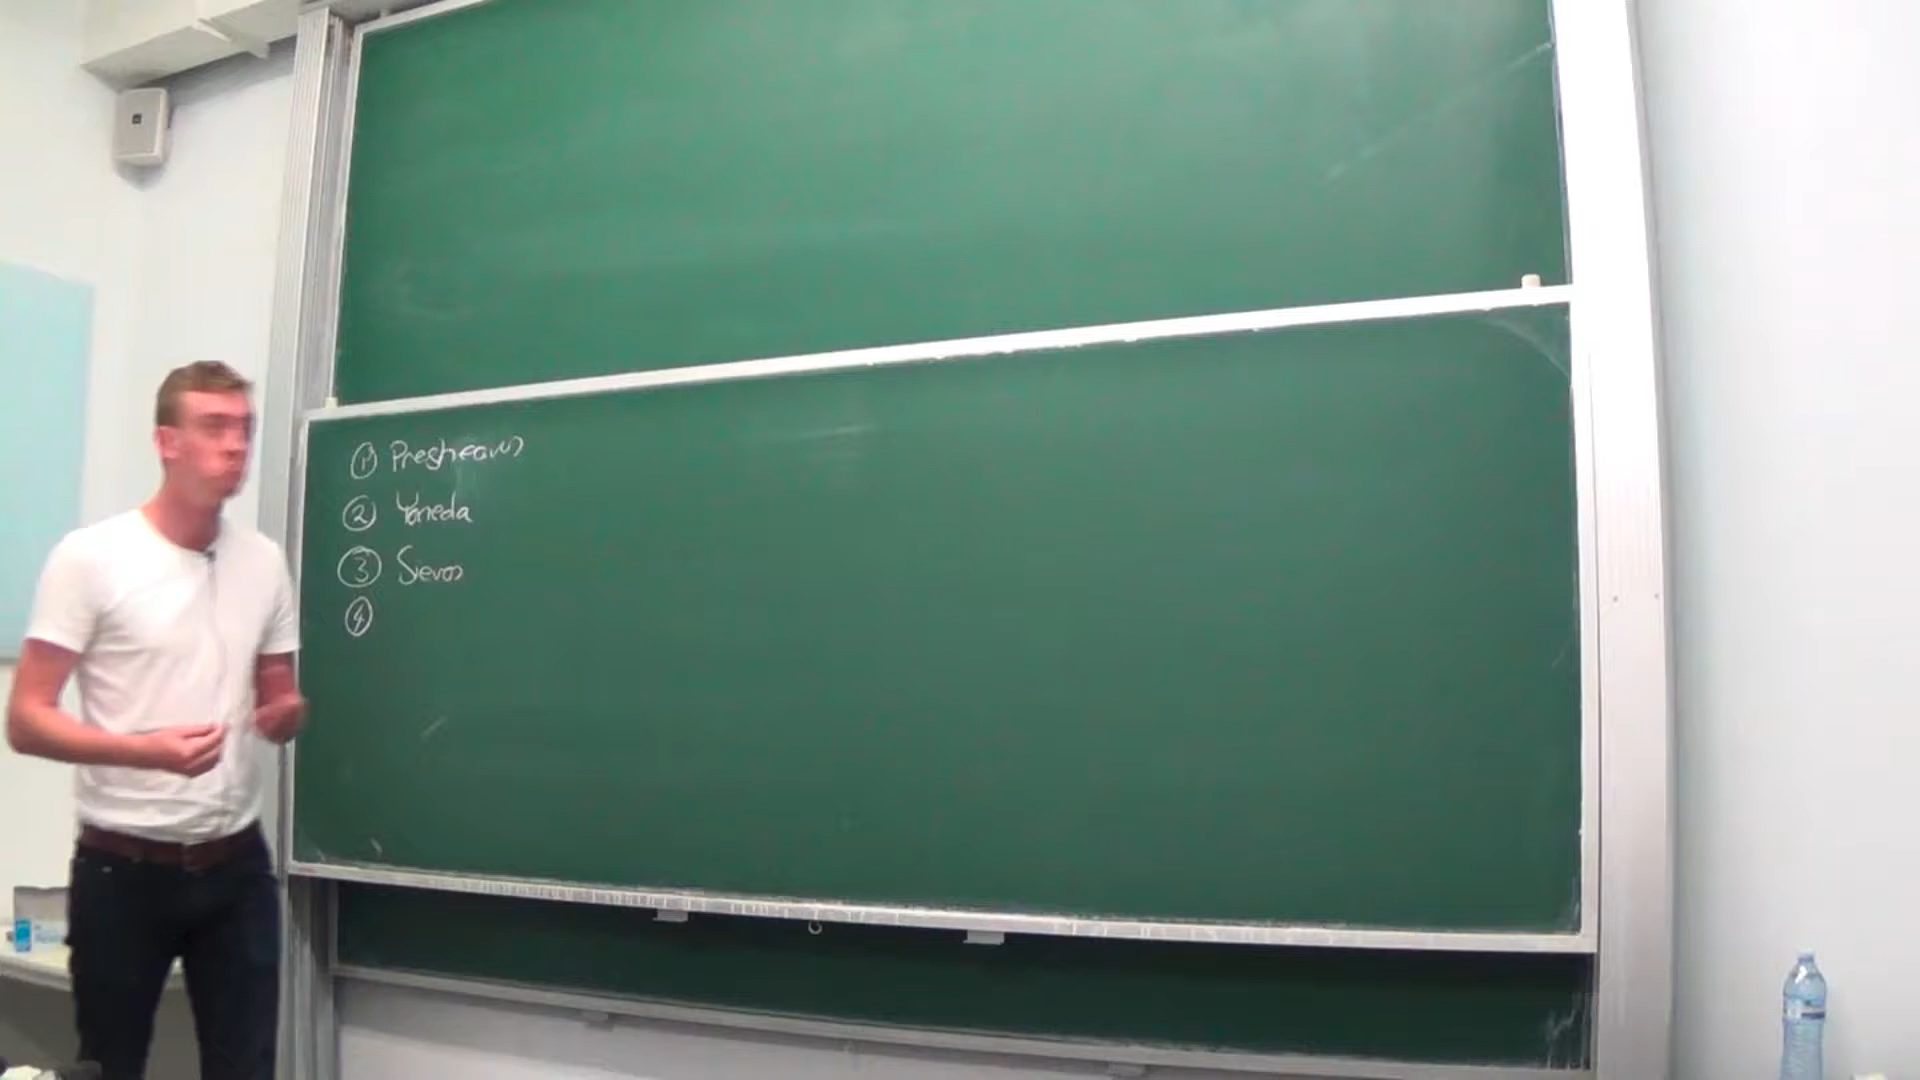 ① Presheaves
② Yoneda
③ Sieves
④